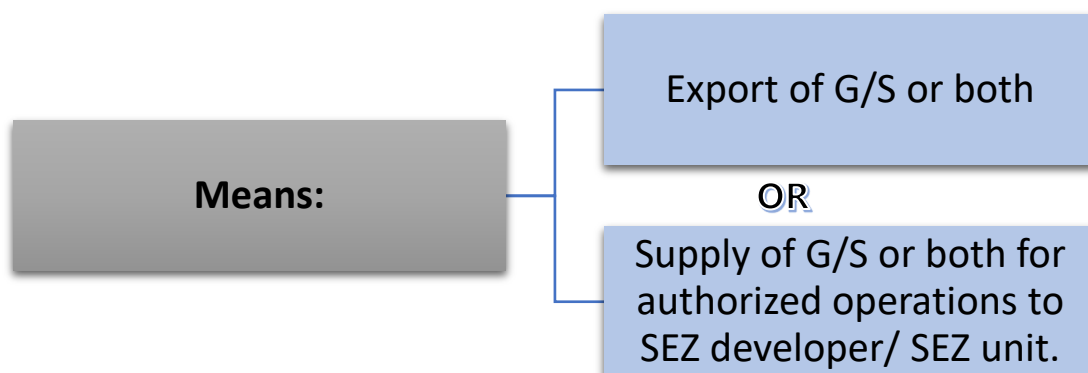 Means:
Export of G/S or both
OR
Supply of G/S or both for
authorized operations to
SEZ developer/ SEZ unit.